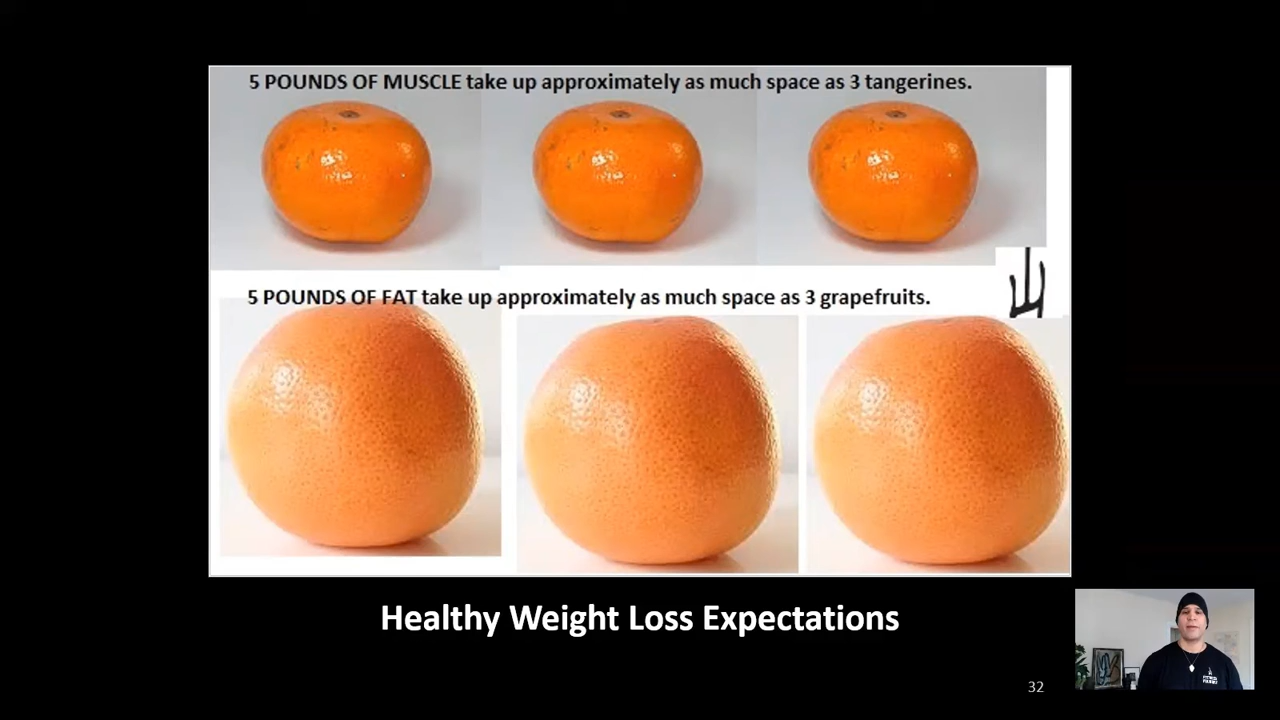 5 POUNDS OF MUSCLE take up approximately as much space as 3 tangerines.
5 POUNDS OF FAT take up approximately as much space as 3 grapefruits.
Healthy Weight Loss Expectations
32